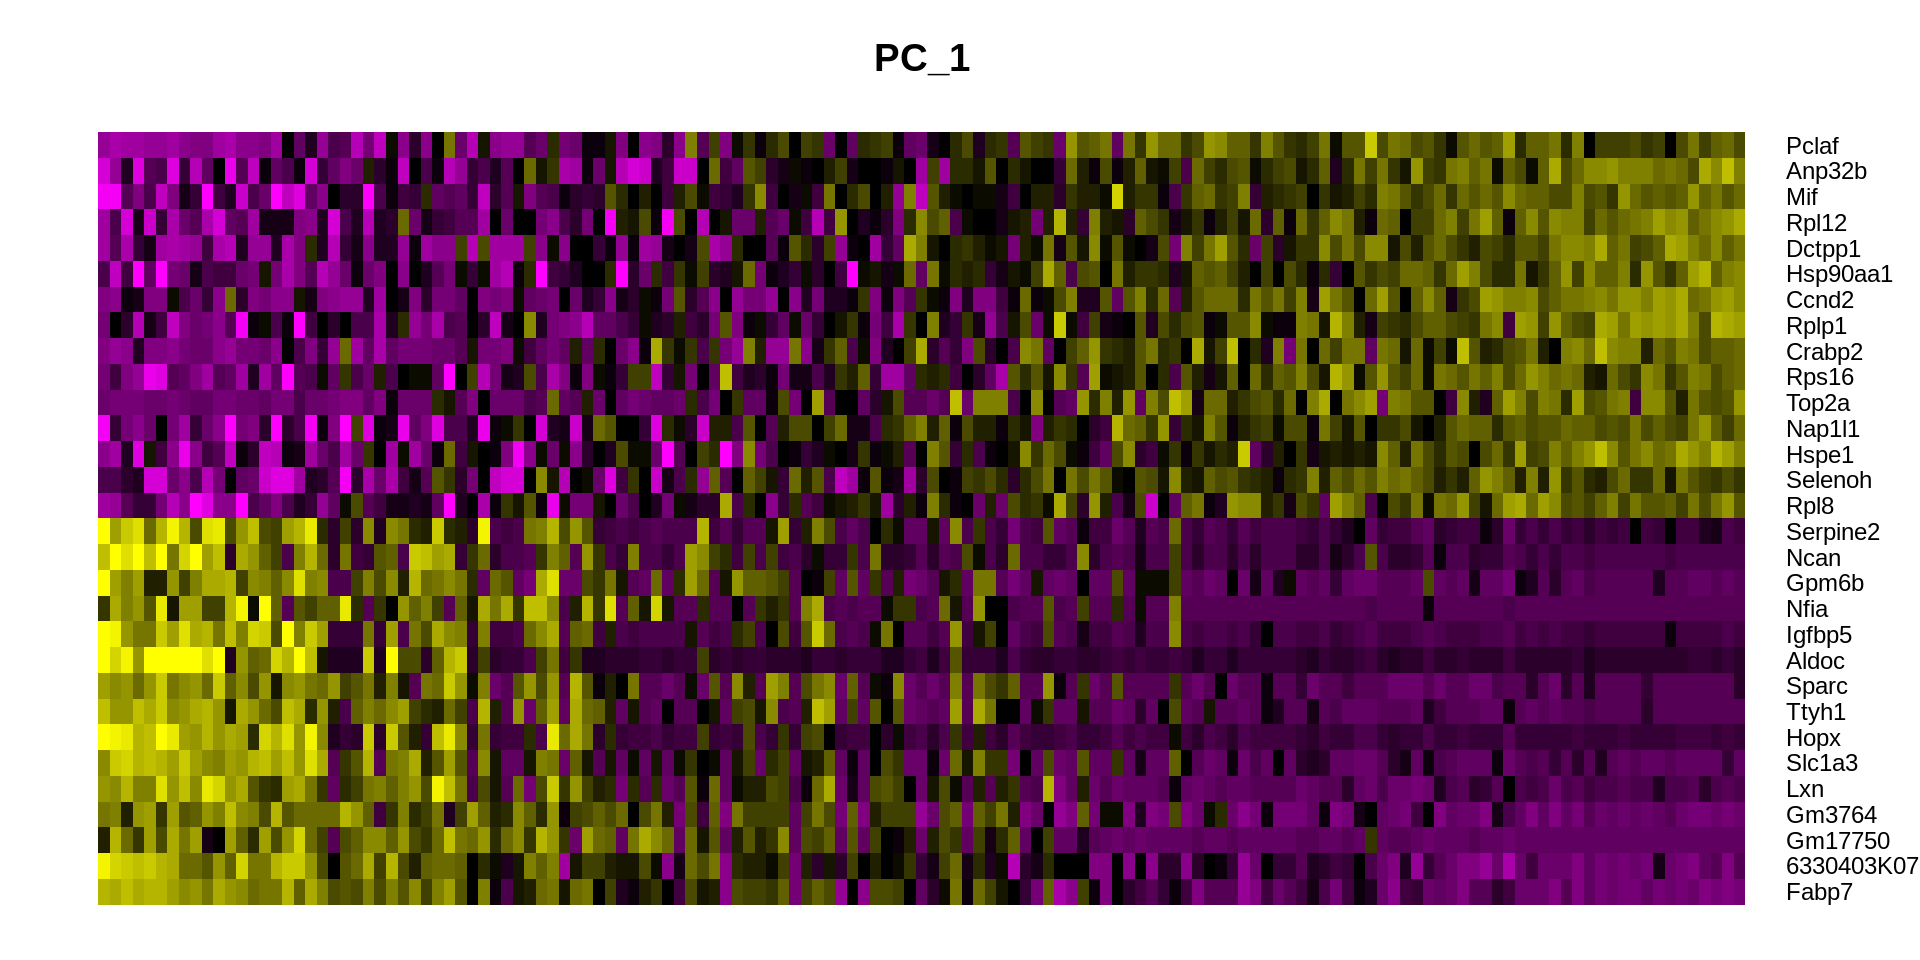 PC_1
Pclaf
Anp32b
Mif
Rpl12
Dctpp1
Hsp90aa1
Ccnd2
Rplp1
Crabp2
Rps16
Top2a
Nap1l1
Hspe1
Selenoh
Rpl8
Serpine2
Ncan
Gpm6b
Nfia
Igfbp5
Aldoc
Sparc
Ttyh1
Hopx
Slc1a3
Lxn
Gm3764
Gm17750
6330403K07
Fabp7